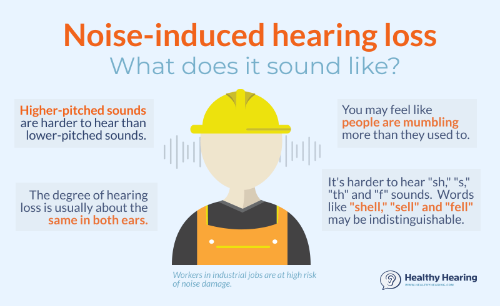 Noise-induced hearing loss
What does it sound like?
Higher-pitched sounds
are harder to hear than
lower-pitched sounds.
You may feel like
people are mumbling
more than they used to.
The degree of hearing
loss is usually about the
same in both ears.
It's harder to hear "sh," "s,"
"th" and "f" sounds. Words
like "shell," "sell" and "fell"
may be indistinguishable.
Workers in industrial jobs are at high risk
of noise damage.
Healthy Hearing
WWW.HEALTHYHEARING.COM